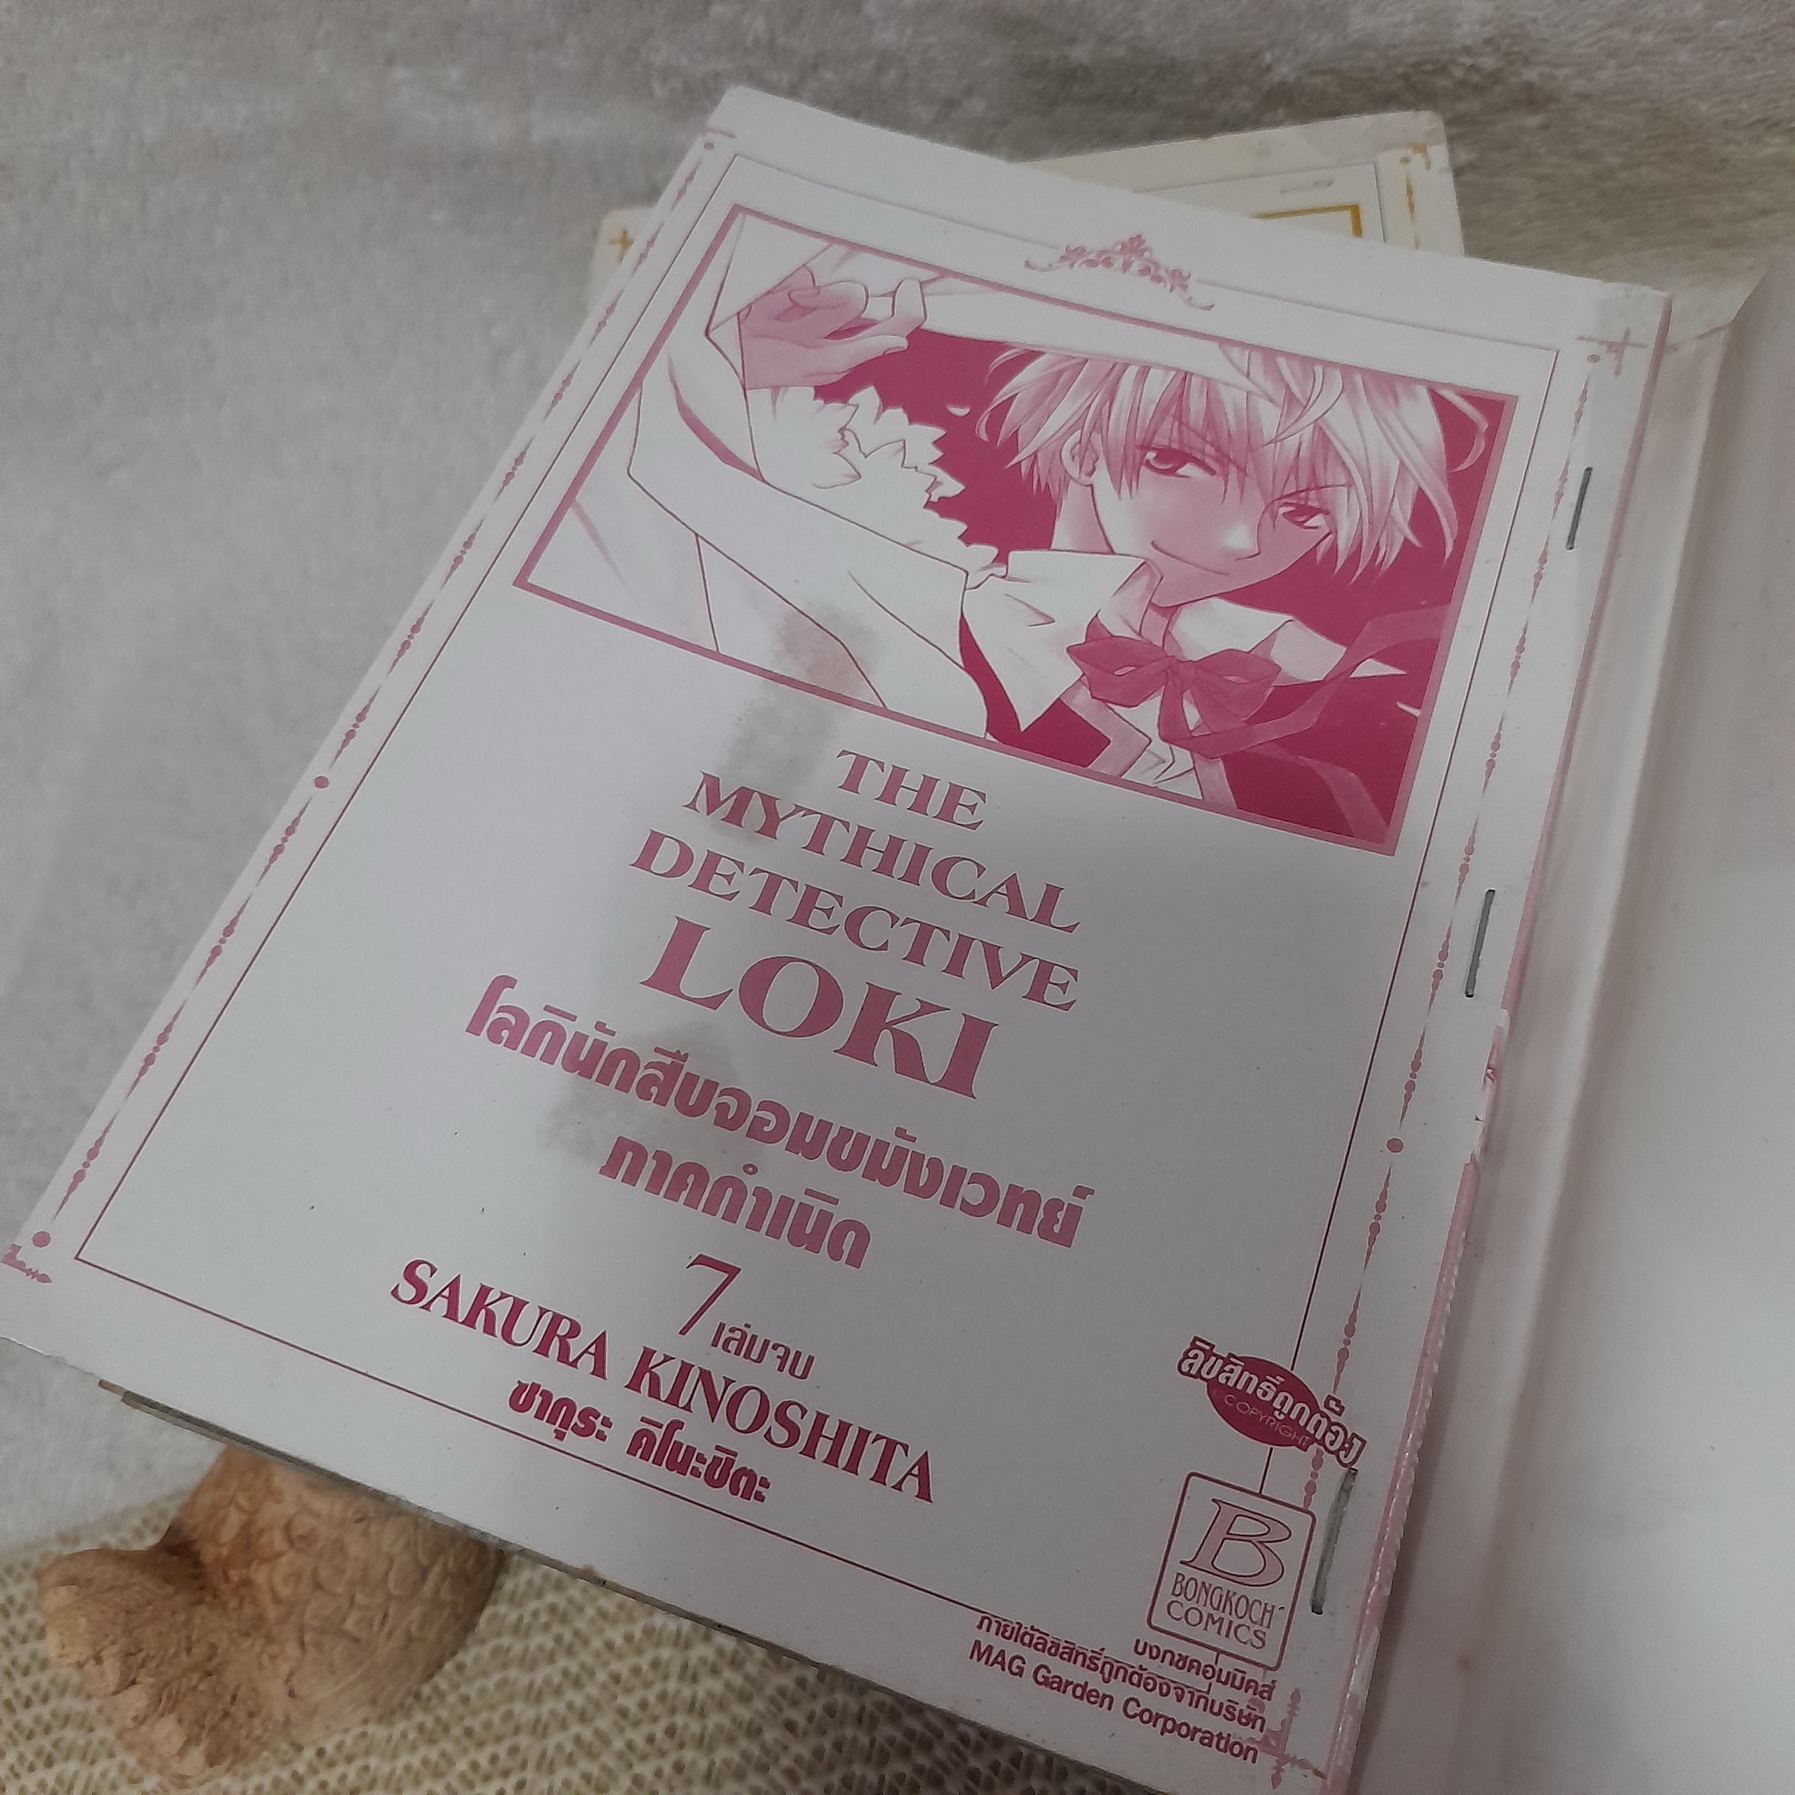 THE
MYTHICAL
DETECTIVE
LOKI
โลกินักสืบจอมขมังเวทย์
ภาคกำเนิด
7 เล่มจบ
SAKURA KINOSHITA
ซากุระ คิโนะชิตะ
ลิขสิทธิ์ถูกต้อง
COPYRIGHT
B
BONGKOCH
COMICS
บงกชคอมมิคส์
ภายใต้ลิขสิทธิ์ถูกต้องจากบริษัท
MAG Garden Corporation